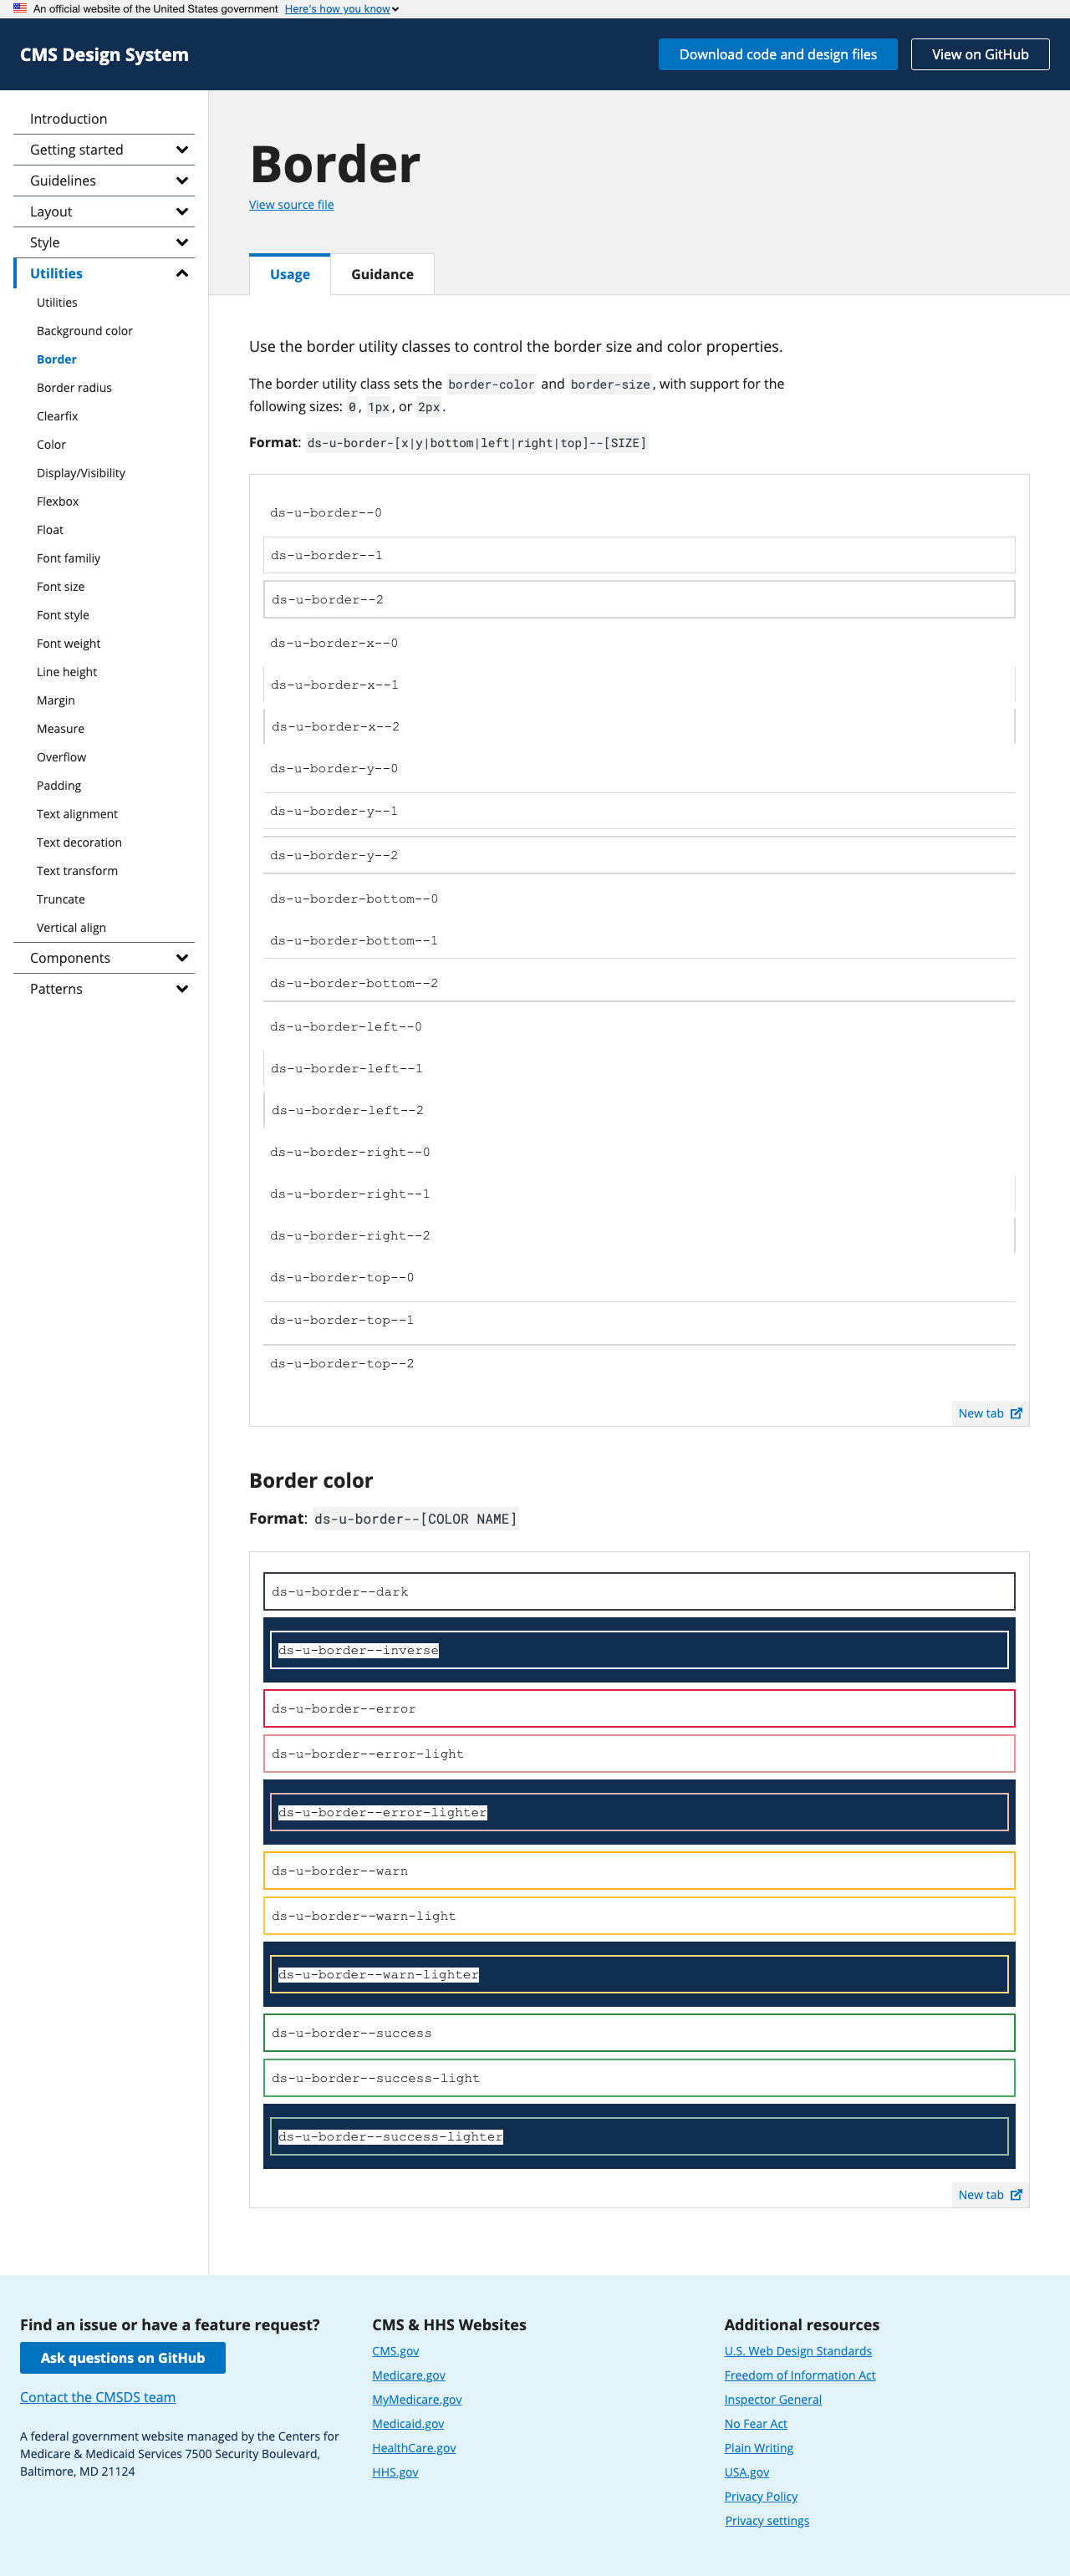 An official website of the United States government Here's how you know
CMS Design System
Download code and design files
View on GitHub
Introduction
Getting started
Guidelines
Layout
Style
Utilities
Utilities
Background color
Border
Border radius
Clearfix
Color
Display/Visibility
Flexbox
Float
Font familiy
Font size
Font style
Font weight
Line height
Margin
Measure
Overflow
Padding
Text alignment
Text decoration
Text transform
Truncate
Vertical align
Components
Patterns
Border
View source file
Usage
Guidance
Use the border utility classes to control the border size and color properties.
The border utility class sets the border-color and border-size, with support for the
following sizes: 0, 1px, or 2px.
Format: ds-u-border-[x|y|bottom|left|right|top]--[SIZE]
ds-u-border--0
ds-u-border--1
ds-u-border--2
ds-u-border-x--0
ds-u-border-x--1
ds-u-border-x--2
ds-u-border-y--0
ds-u-border-y--1
ds-u-border-y--2
ds-u-border-bottom--0
ds-u-border-bottom--1
ds-u-border-bottom--2
ds-u-border-left--0
ds-u-border-left--1
ds-u-border-left--2
ds-u-border-right--0
ds-u-border-right--1
ds-u-border-right--2
ds-u-border-top--0
ds-u-border-top--1
ds-u-border-top--2
New tab
Border color
Format: ds-u-border--[COLOR NAME]
ds-u-border--dark
ds-u-border--inverse
ds-u-border--error
ds-u-border--error-light
ds-u-border--error-lighter
ds-u-border--warn
ds-u-border--warn-light
ds-u-border--warn-lighter
ds-u-border--success
ds-u-border--success-light
ds-u-border--success-lighter
New tab
Find an issue or have a feature request?
Ask questions on GitHub
Contact the CMSDS team
A federal government website managed by the Centers for
Medicare & Medicaid Services 7500 Security Boulevard,
Baltimore, MD 21124
CMS & HHS Websites
CMS.gov
Medicare.gov
MyMedicare.gov
Medicaid.gov
HealthCare.gov
HHS.gov
Additional resources
U.S. Web Design Standards
Freedom of Information Act
Inspector General
No Fear Act
Plain Writing
USA.gov
Privacy Policy
Privacy settings